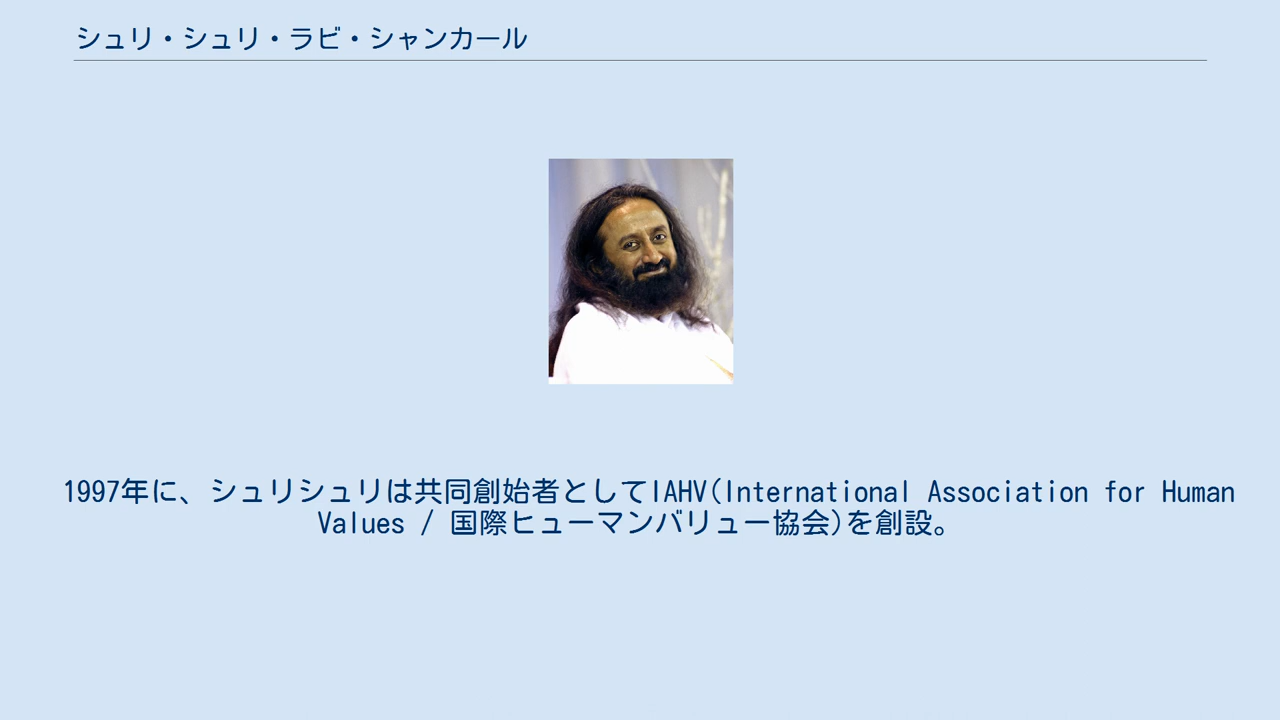 シュリ・シュリ・ラビ・シャンカール
1997年に、シュリシュリは共同創始者としてIAHV(International Association for Human
Values / 国際ヒューマンバリュー協会)を創設。